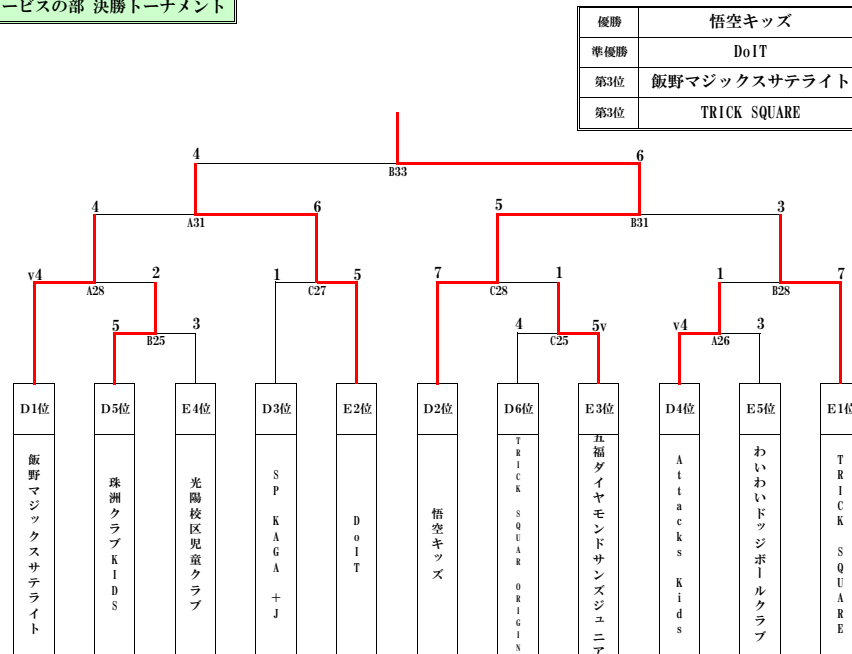 ービスの部 決勝トーナメント
優勝 悟空キッズ
準優勝 DoIT
第3位 飯野マジックスサテライト
第3位 TRICK SQUARE
4 6
B33
4 6 5 3
A31 B31
v4 2 1 5 7 1 1 7
A28 C27 C28 B28
5 3 4 5v v4 3
B25 C25 A26
D1位 D5位 E4位 D3位 E2位 D2位 D6位 E3位 D4位 E5位 E1位
飯野マジックスサテライト
珠洲クラブKIDS
光陽校区児童クラブ
SP KAGA +J
DoIT
悟空キッズ
TRICK SQUAR ORIGIN
五福ダイヤモンドサンズジュニア
Attacks Kids
わいわいドッジボールクラブ
TRICK SQUARE